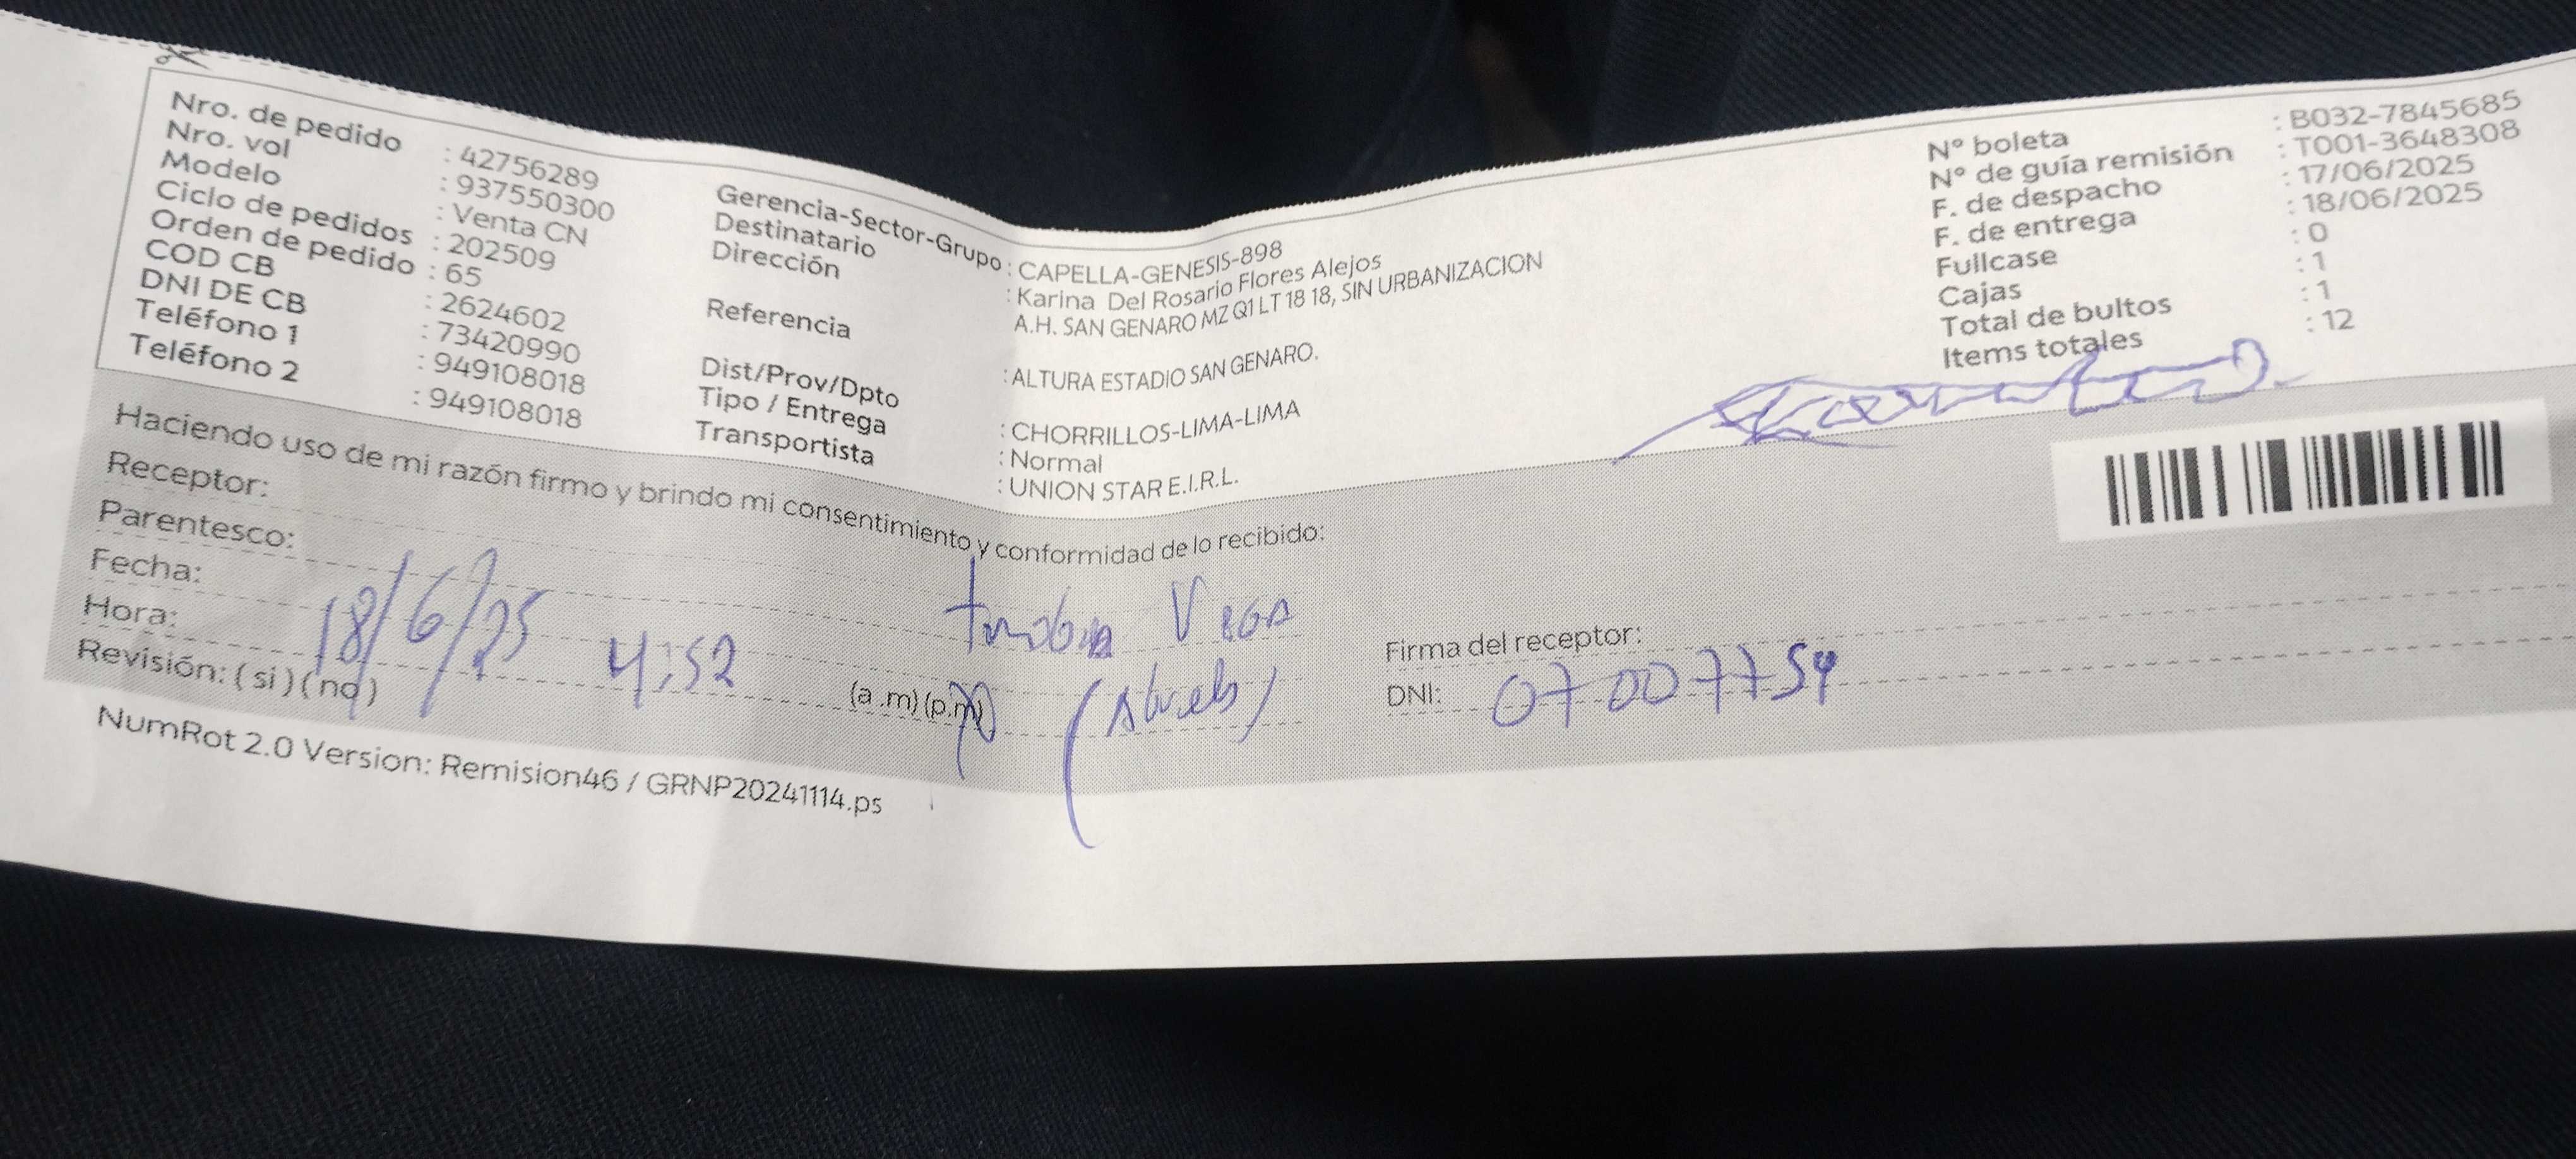 Nro. de pedido : 42756289
Nro. vol : 937550300
Modelo : Venta CN
Ciclo de pedidos : 202509
Orden de pedido : 65
COD CB : 2624602
DNI DE CB : 73420990
Teléfono 1 : 949108018
Teléfono 2 : 949108018
Gerencia-Sector-Grupo : CAPELLA-GENESIS-898
Destinatario : Karina Del Rosario Flores Alejos
Dirección A.H. SAN GENARO MZ Q1 LT 18 18, SIN URBANIZACION
Referencia : ALTURA ESTADIO SAN GENARO.
Dist/Prov/Dpto : CHORRILLOS-LIMA-LIMA
Tipo / Entrega : Normal
Transportista : UNION STAR E.I.R.L.
N° boleta : B032-7845685
N° de guía remisión : T001-3648308
F. de despacho : 17/06/2025
F. de entrega : 18/06/2025
Fullcase : 0
Cajas : 1
Total de bultos : 1
Items totales : 12
Haciendo uso de mi razón firmo y brindo mi consentimiento y conformidad de lo recibido:
Receptor:
Parentesco:
Fecha: 18/6/25
Hora: 4:52 (a.m) (p.m)
Revisión: ( si ) ( no )
Vega
(Abuelo)
Firma del receptor:
DNI: 07007754
NumRot 2.0 Version: Remision46 / GRNP20241114.ps